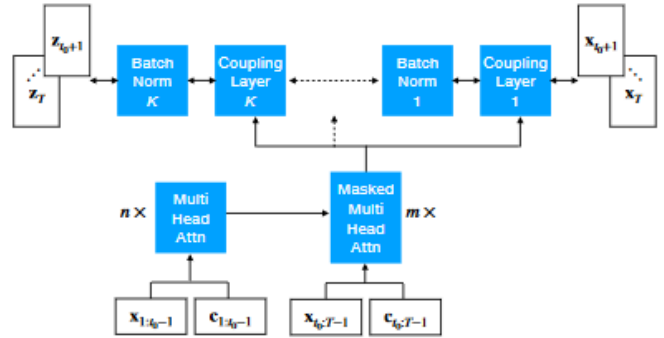 z_{t_0+1}
⋱
z_T
Batch
Norm
K
Coupling
Layer
K
Batch
Norm
1
Coupling
Layer
1
x_{t_0+1}
⋱
x_T
n ×
Multi
Head
Attn
Masked
Multi
Head
Attn
m ×
x_{1:t_0−1}
c_{1:t_0−1}
x_{t_0:T−1}
c_{t_0:T−1}